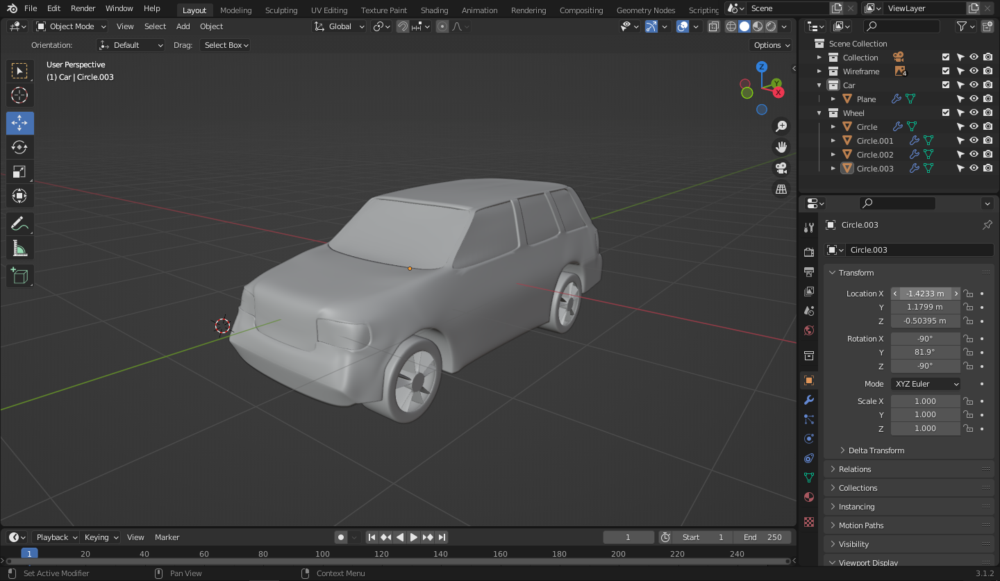 File Edit Render Window Help Layout Modeling Sculpting UV Editing Texture Paint Shading Animation Rendering Compositing Geometry Nodes Scripting Scene ViewLayer
Object Mode View Select Add Object Global
Orientation: Default Drag: Select Box Options
User Perspective
(1) Car | Circle.003
Z
Y
X
Scene Collection
Collection
Wireframe 4
Car
Plane
Wheel
Circle
Circle.001
Circle.002
Circle.003
Circle.003
Circle.003
Transform
Location X -1.4233 m
Y 1.1799 m
Z -0.50395 m
Rotation X -90°
Y 81.9°
Z -90°
Mode XYZ Euler
Scale X 1.000
Y 1.000
Z 1.000
Delta Transform
Relations
Collections
Instancing
Motion Paths
Visibility
Viewport Display
Playback Keying View Marker 1 Start 1 End 250
1 20 40 60 80 100 120 140 160 180 200 220 240
Set Active Modifier Pan View Context Menu 3.1.2